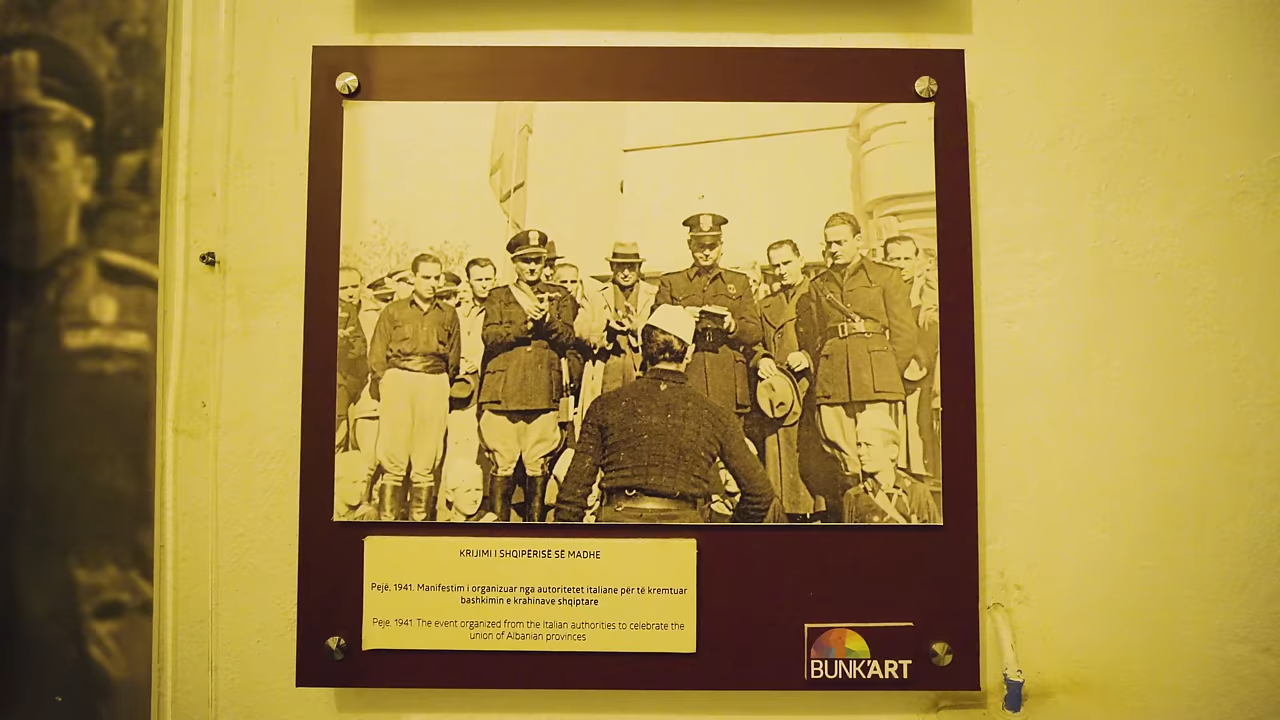 KRIJIMI I SHQIPËRISË SË MADHE
Pejë, 1941. Manifestim i organizuar nga autoritetet italiane për të kremtuar
bashkimin e krahinave shqiptare
Peje, 1941. The event organized from the Italian authorities to celebrate the
union of Albanian provinces
BUNK'ART